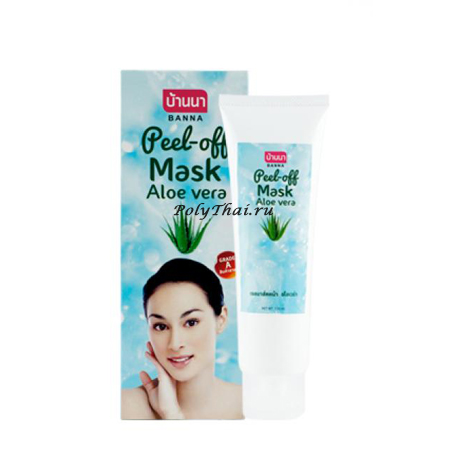 บ้านนา
BANNA
Peel-off
Mask
Aloe vera
PolyThai.ru
GRADE
A
บ้านนา
BANNA
Peel-off
Mask
Aloe vera